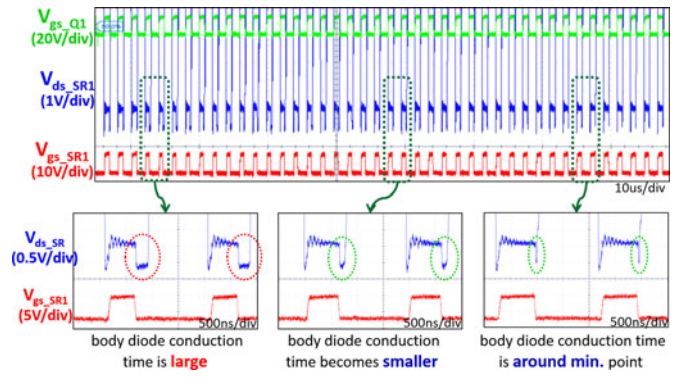 Vgs_Q1
(20V/div)
Vds_SR1
(1V/div)
Vgs_SR1
(10V/div)
10us/div
Vds_SR
(0.5V/div)
Vgs_SR1
(5V/div)
500ns/div
500ns/div
500ns/div
body diode conduction
time is large
body diode conduction
time becomes smaller
body diode conduction time
is around min. point